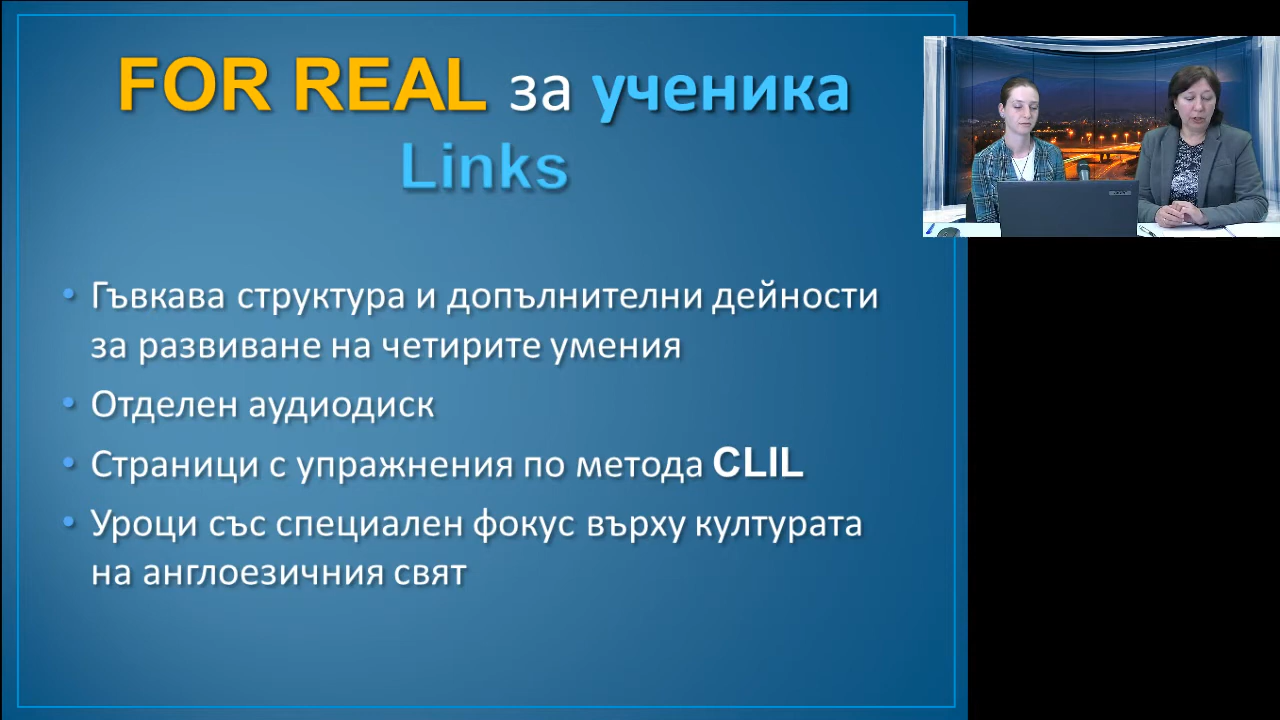 FOR REAL за ученика
Links
• Гъвкава структура и допълнителни дейности
за развиване на четирите умения
• Отделен аудиодиск
• Страници с упражнения по метода CLIL
• Уроци със специален фокус върху културата
на англоезичния свят